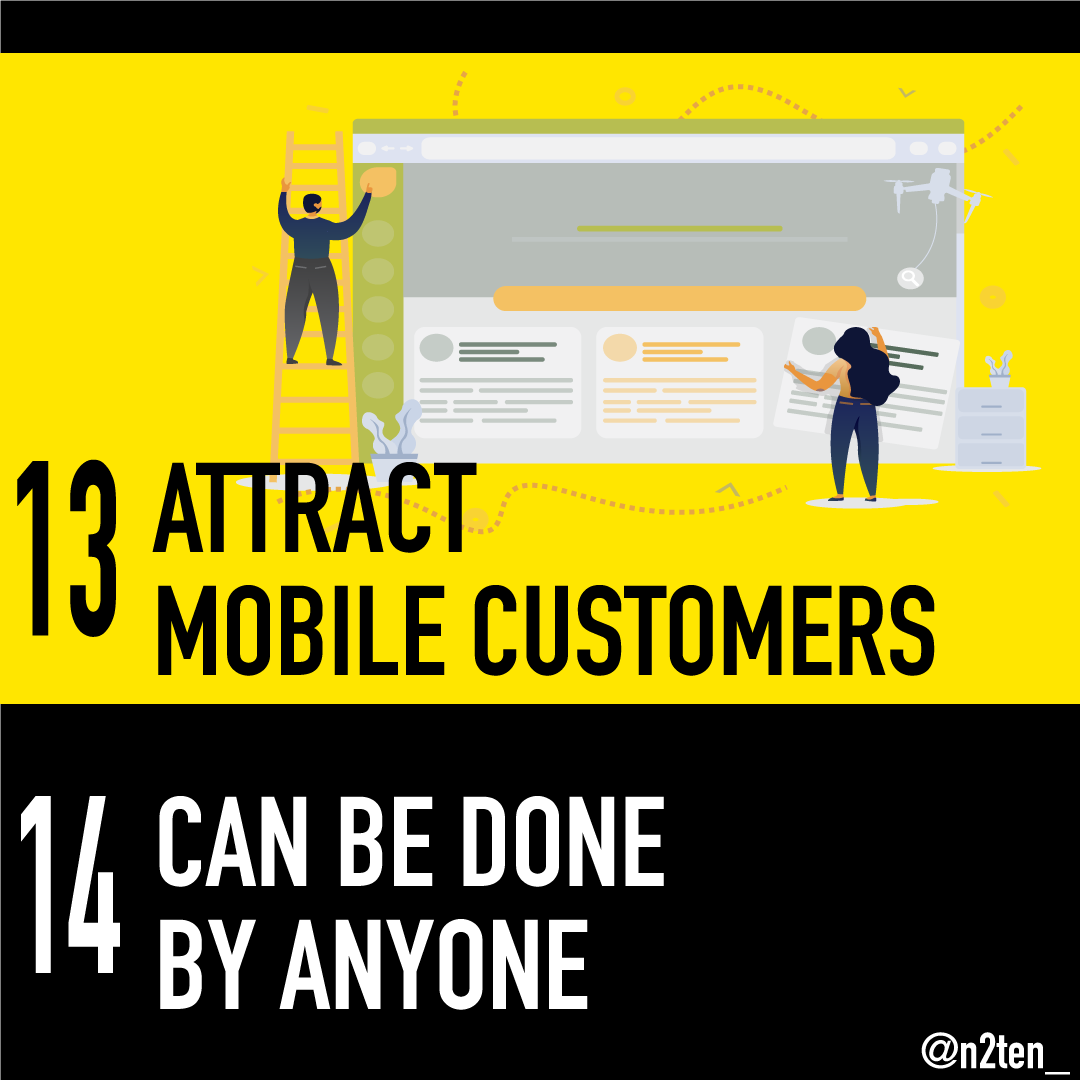 13 ATTRACT
MOBILE CUSTOMERS
14 CAN BE DONE
BY ANYONE
@n2ten_